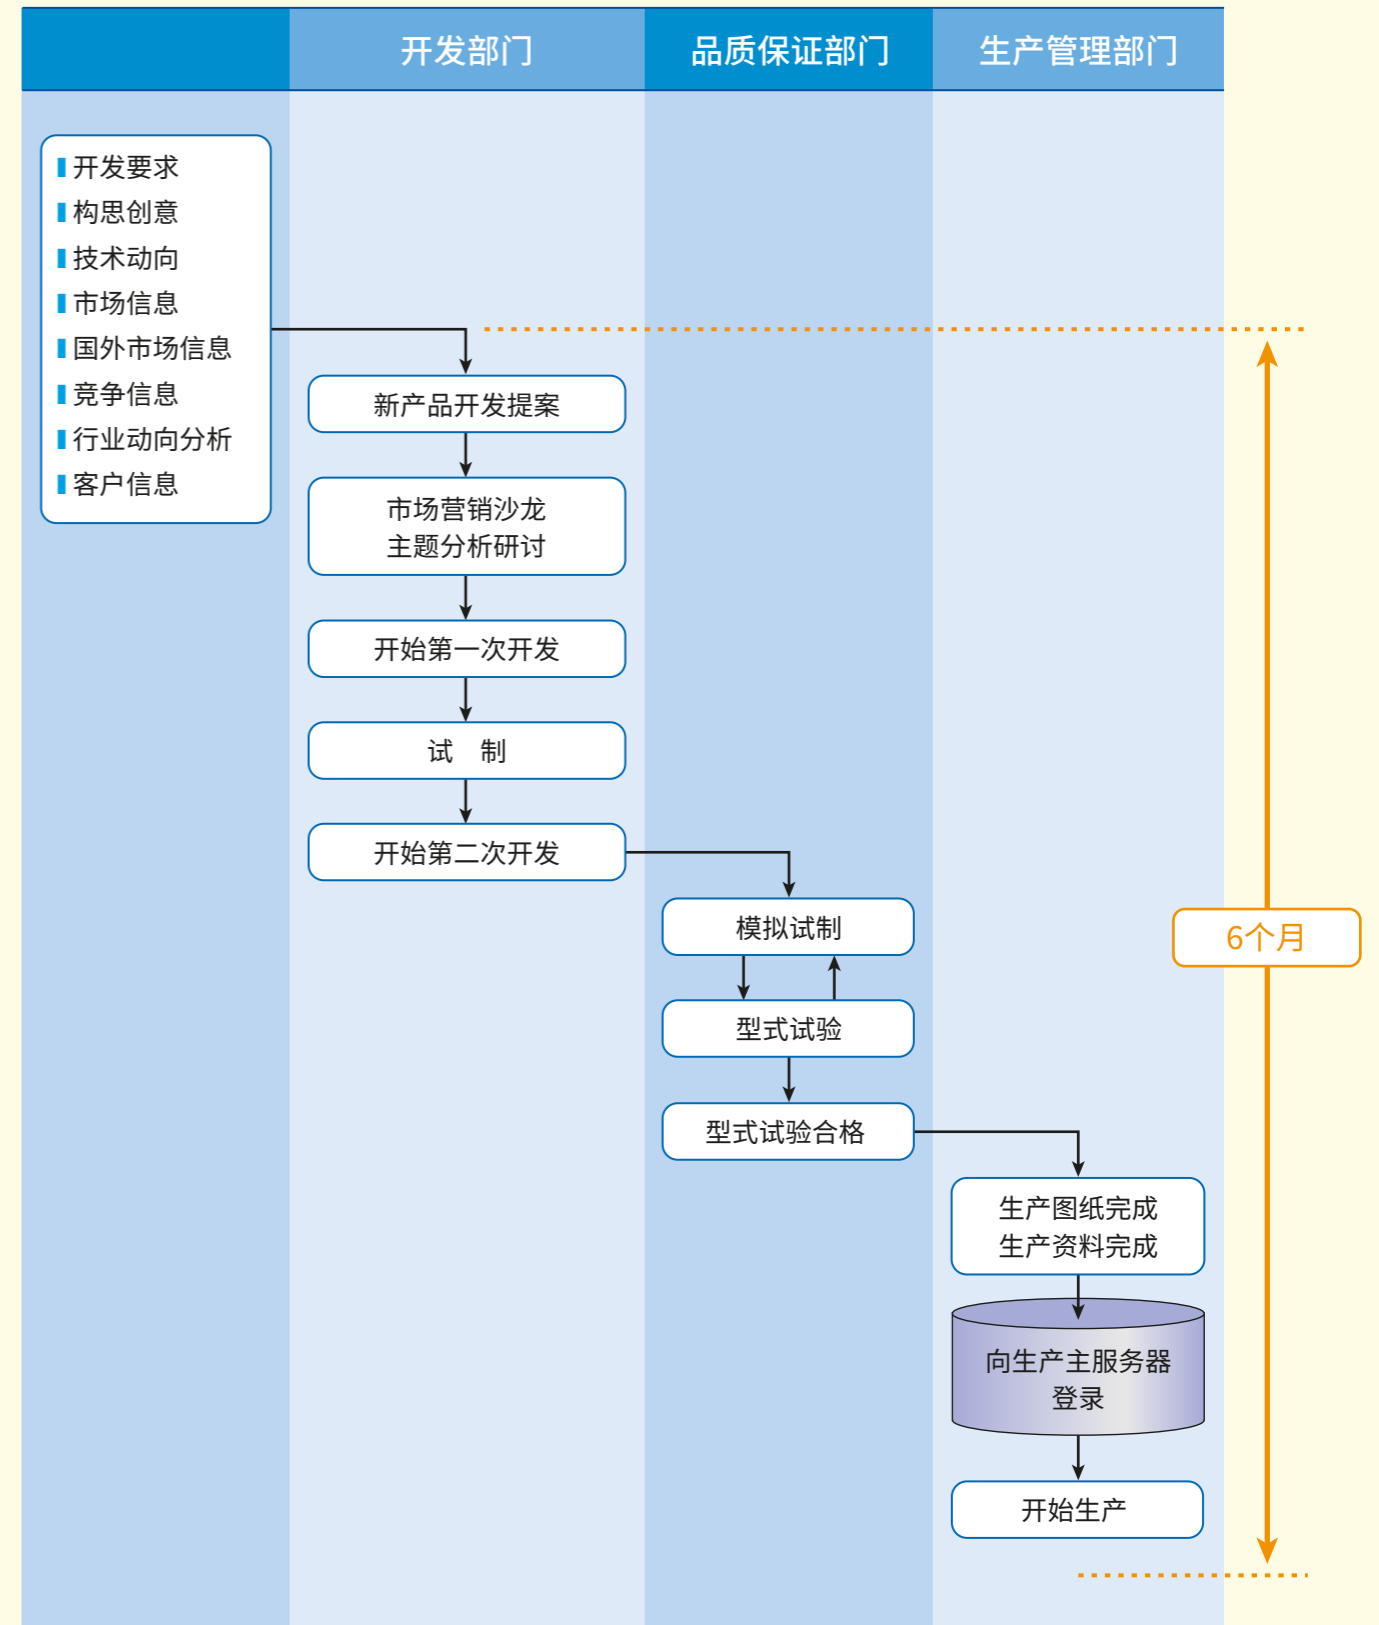 开发部门
品质保证部门
生产管理部门
开发要求
构思创意
技术动向
市场信息
国外市场信息
竞争信息
行业动向分析
客户信息
新产品开发提案
市场营销沙龙
主题分析研讨
开始第一次开发
试 制
开始第二次开发
模拟试制
6个月
型式试验
型式试验合格
生产图纸完成
生产资料完成
向生产主服务器
登录
开始生产